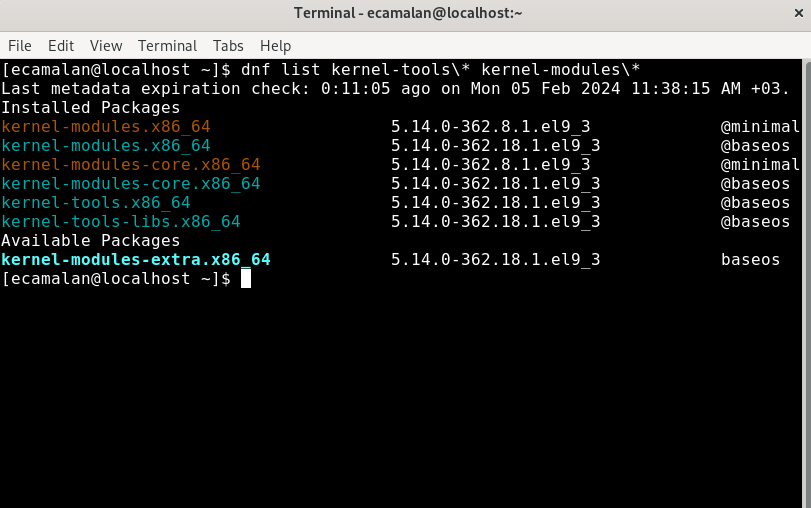 Terminal - ecamalan@localhost:~
File Edit View Terminal Tabs Help
[ecamalan@localhost ~]$ dnf list kernel-tools\* kernel-modules\*
Last metadata expiration check: 0:11:05 ago on Mon 05 Feb 2024 11:38:15 AM +03.
Installed Packages
kernel-modules.x86_64 5.14.0-362.8.1.el9_3 @minimal
kernel-modules.x86_64 5.14.0-362.18.1.el9_3 @baseos
kernel-modules-core.x86_64 5.14.0-362.8.1.el9_3 @minimal
kernel-modules-core.x86_64 5.14.0-362.18.1.el9_3 @baseos
kernel-tools.x86_64 5.14.0-362.18.1.el9_3 @baseos
kernel-tools-libs.x86_64 5.14.0-362.18.1.el9_3 @baseos
Available Packages
kernel-modules-extra.x86_64 5.14.0-362.18.1.el9_3 baseos
[ecamalan@localhost ~]$